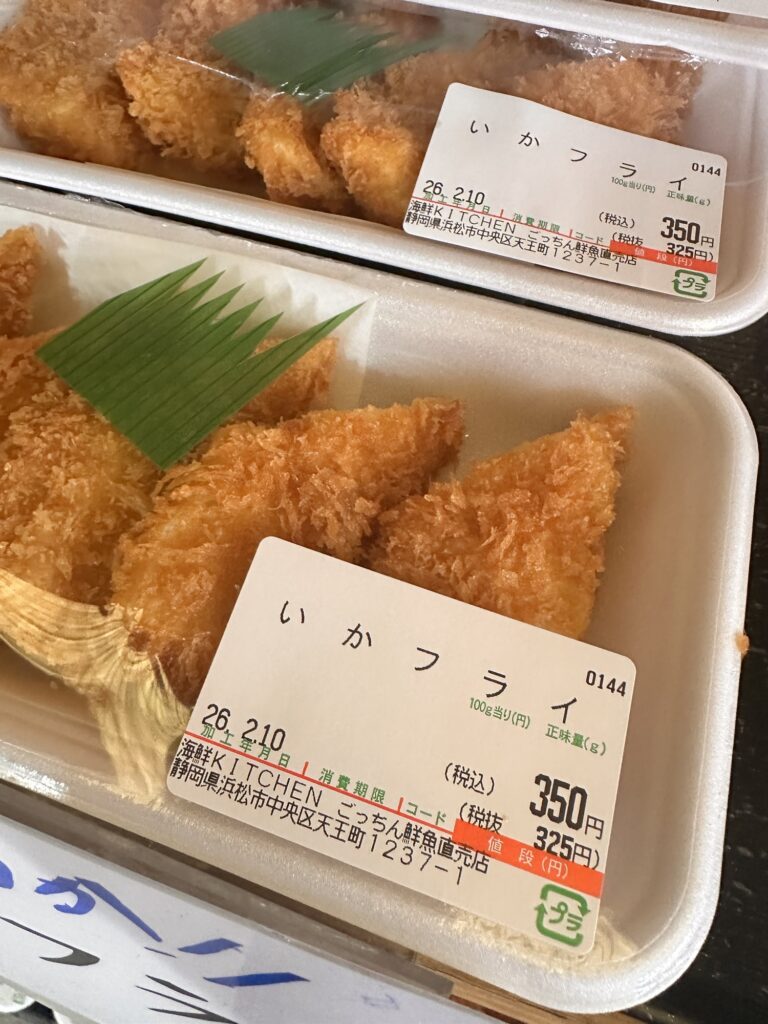 いかフライ
0144
100g当り(円) 正味量(g)
26. 2.10
加工年月日 消費期限 コード
(税込) 350円
(税抜 325円)
値段(円)
海鮮KITCHEN ごっちん鮮魚直売店
静岡県浜松市中央区天王町1237-1
プラ
いかフライ
0144
100g当り(円) 正味量(g)
26. 2.10
加工年月日 消費期限 コード
(税込) 350円
(税抜 325円)
値段(円)
海鮮KITCHEN ごっちん鮮魚直売店
静岡県浜松市中央区天王町1237-1
プラ
フラ